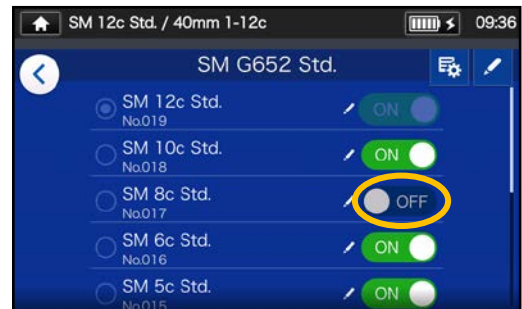 SM 12c Std. / 40mm 1-12c 09:36
SM G652 Std.
SM 12c Std. ON
No.019
SM 10c Std. ON
No.018
SM 8c Std. OFF
No.017
SM 6c Std. ON
No.016
SM 5c Std. ON
No.015